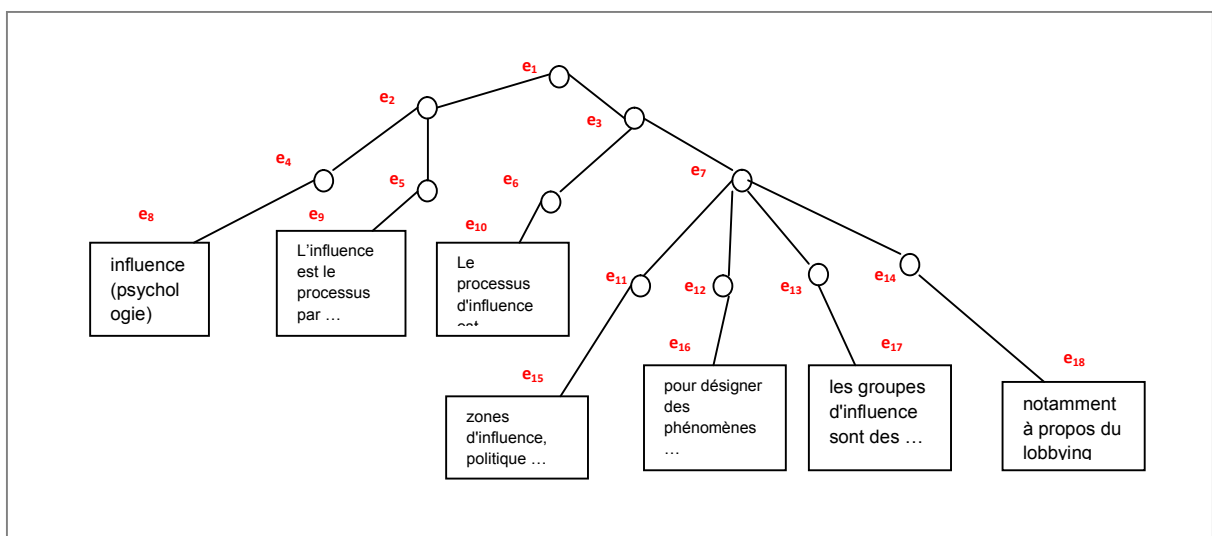 e1
e2
e3
e4
e5
e6
e7
e8
e9
e10
influence
(psychol
ogie)
L'influence
est le
processus
par …
Le
processus
d'influence
est
e11
e12
e13
e14
e15
e16
e17
e18
zones
d'influence,
politique …
pour désigner
des
phénomènes
…
les groupes
d'influence
sont des …
notamment
à propos du
lobbying